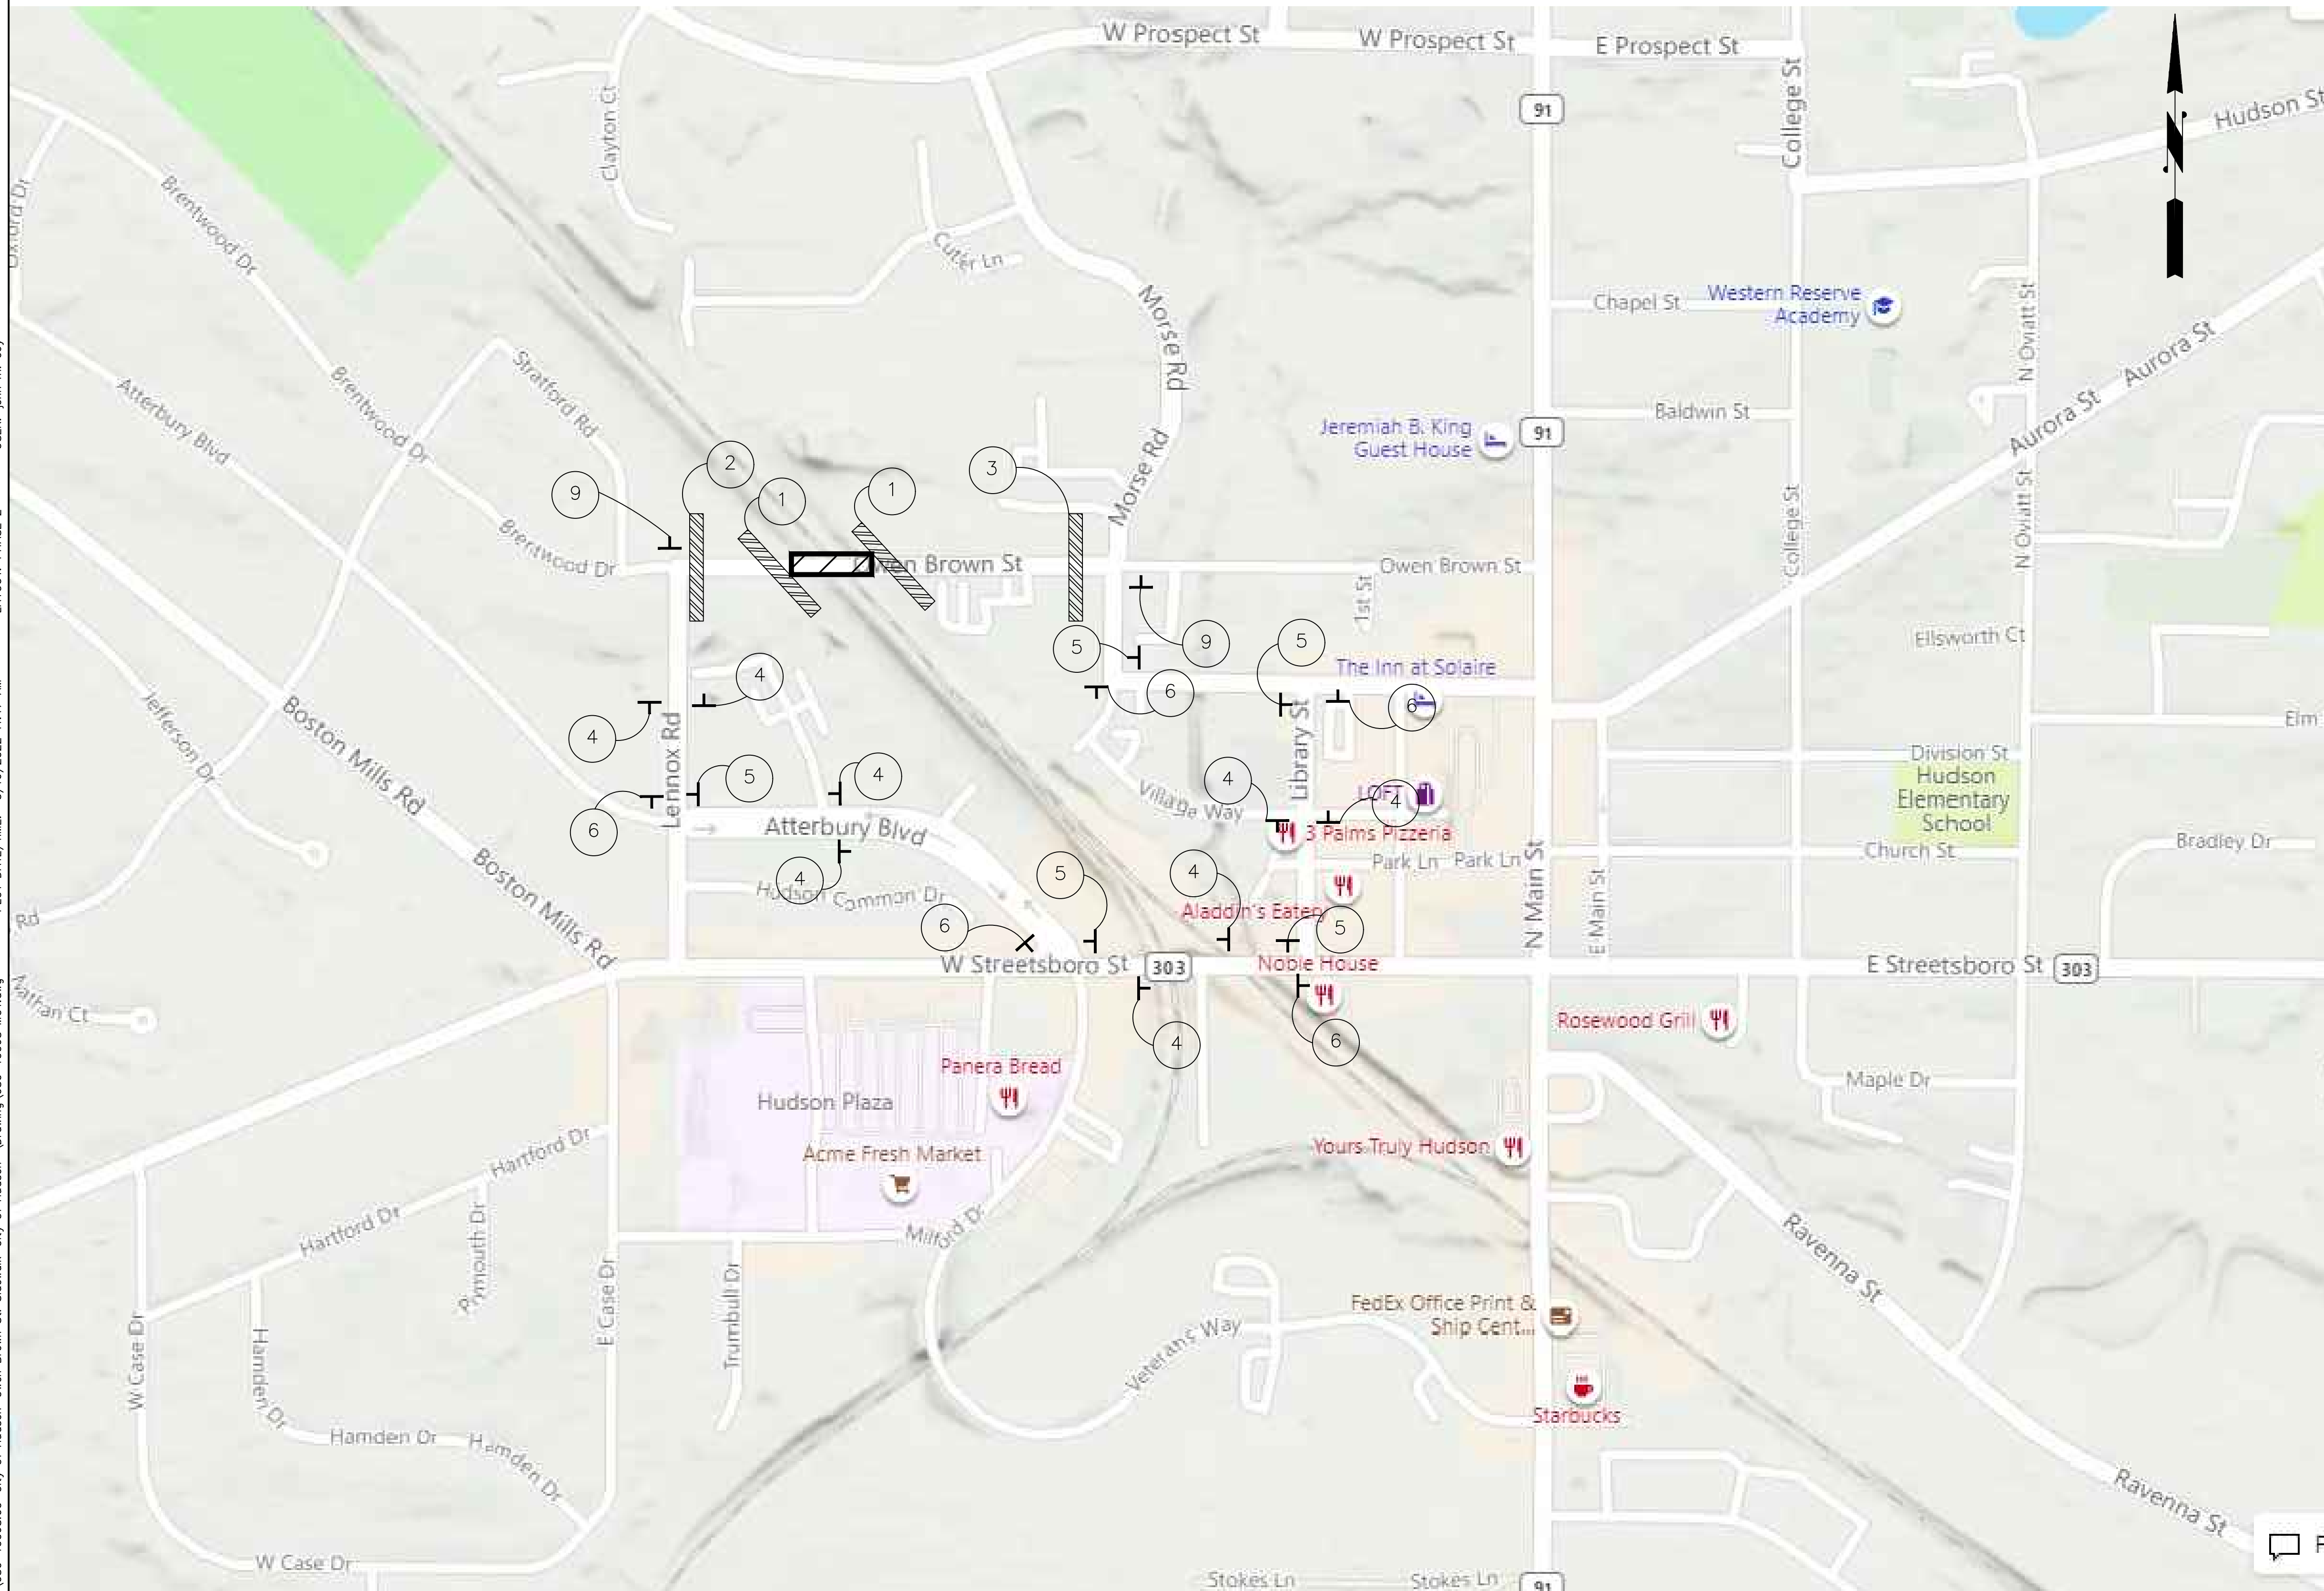 W Prospect St
W Prospect St
E Prospect St
91
College St
Hudson St
Clayton Ct
Oxford Dr
Brentwood Dr
Cutler Ln
Morse Rd
Chapel St
Western Reserve
Academy
N Oviatt St
Aurora St
Stratford Rd
Brentwood Dr
Atterbury Blvd
Baldwin St
Aurora St
Jeremiah B. King
Guest House
91
Morse Rd
2
3
1
1
9
College St
N Oviatt St
Brentwood Dr
Owen Brown St
Owen Brown St
1st St
5
9
5
Ellsworth Ct
The Inn at Solaire
4
6
6
Elm
Jefferson Dr
Boston Mills Rd
4
Lennox Rd
Library St
Division St
Hudson
Elementary
School
5
4
4
Village Way
LOFT
4
6
Atterbury Blvd
3 Palms Pizzeria
Bradley Dr
Park Ln
Park Ln
Church St
Boston Mills Rd
4
5
4
Hudson Common Dr
Aladdin's Eatery
N Main St
E Main St
Rd
6
5
W Streetsboro St
303
Noble House
E Streetsboro St
303
Nathan Ct
Rosewood Grill
4
6
Panera Bread
Maple Dr
Hudson Plaza
Hartford Dr
Acme Fresh Market
Yours Truly Hudson
Hartford Dr
Plymouth Dr
Milford Dr
Ravenna St
W Case Dr
Hamden Dr
E Case Dr
Trumbull Dr
Veterans Way
FedEx Office Print &
Ship Cent...
Starbucks
Hamden Dr
Hamden Dr
Ravenna St
W Case Dr
F
Stokes Ln
Stokes Ln
91
N